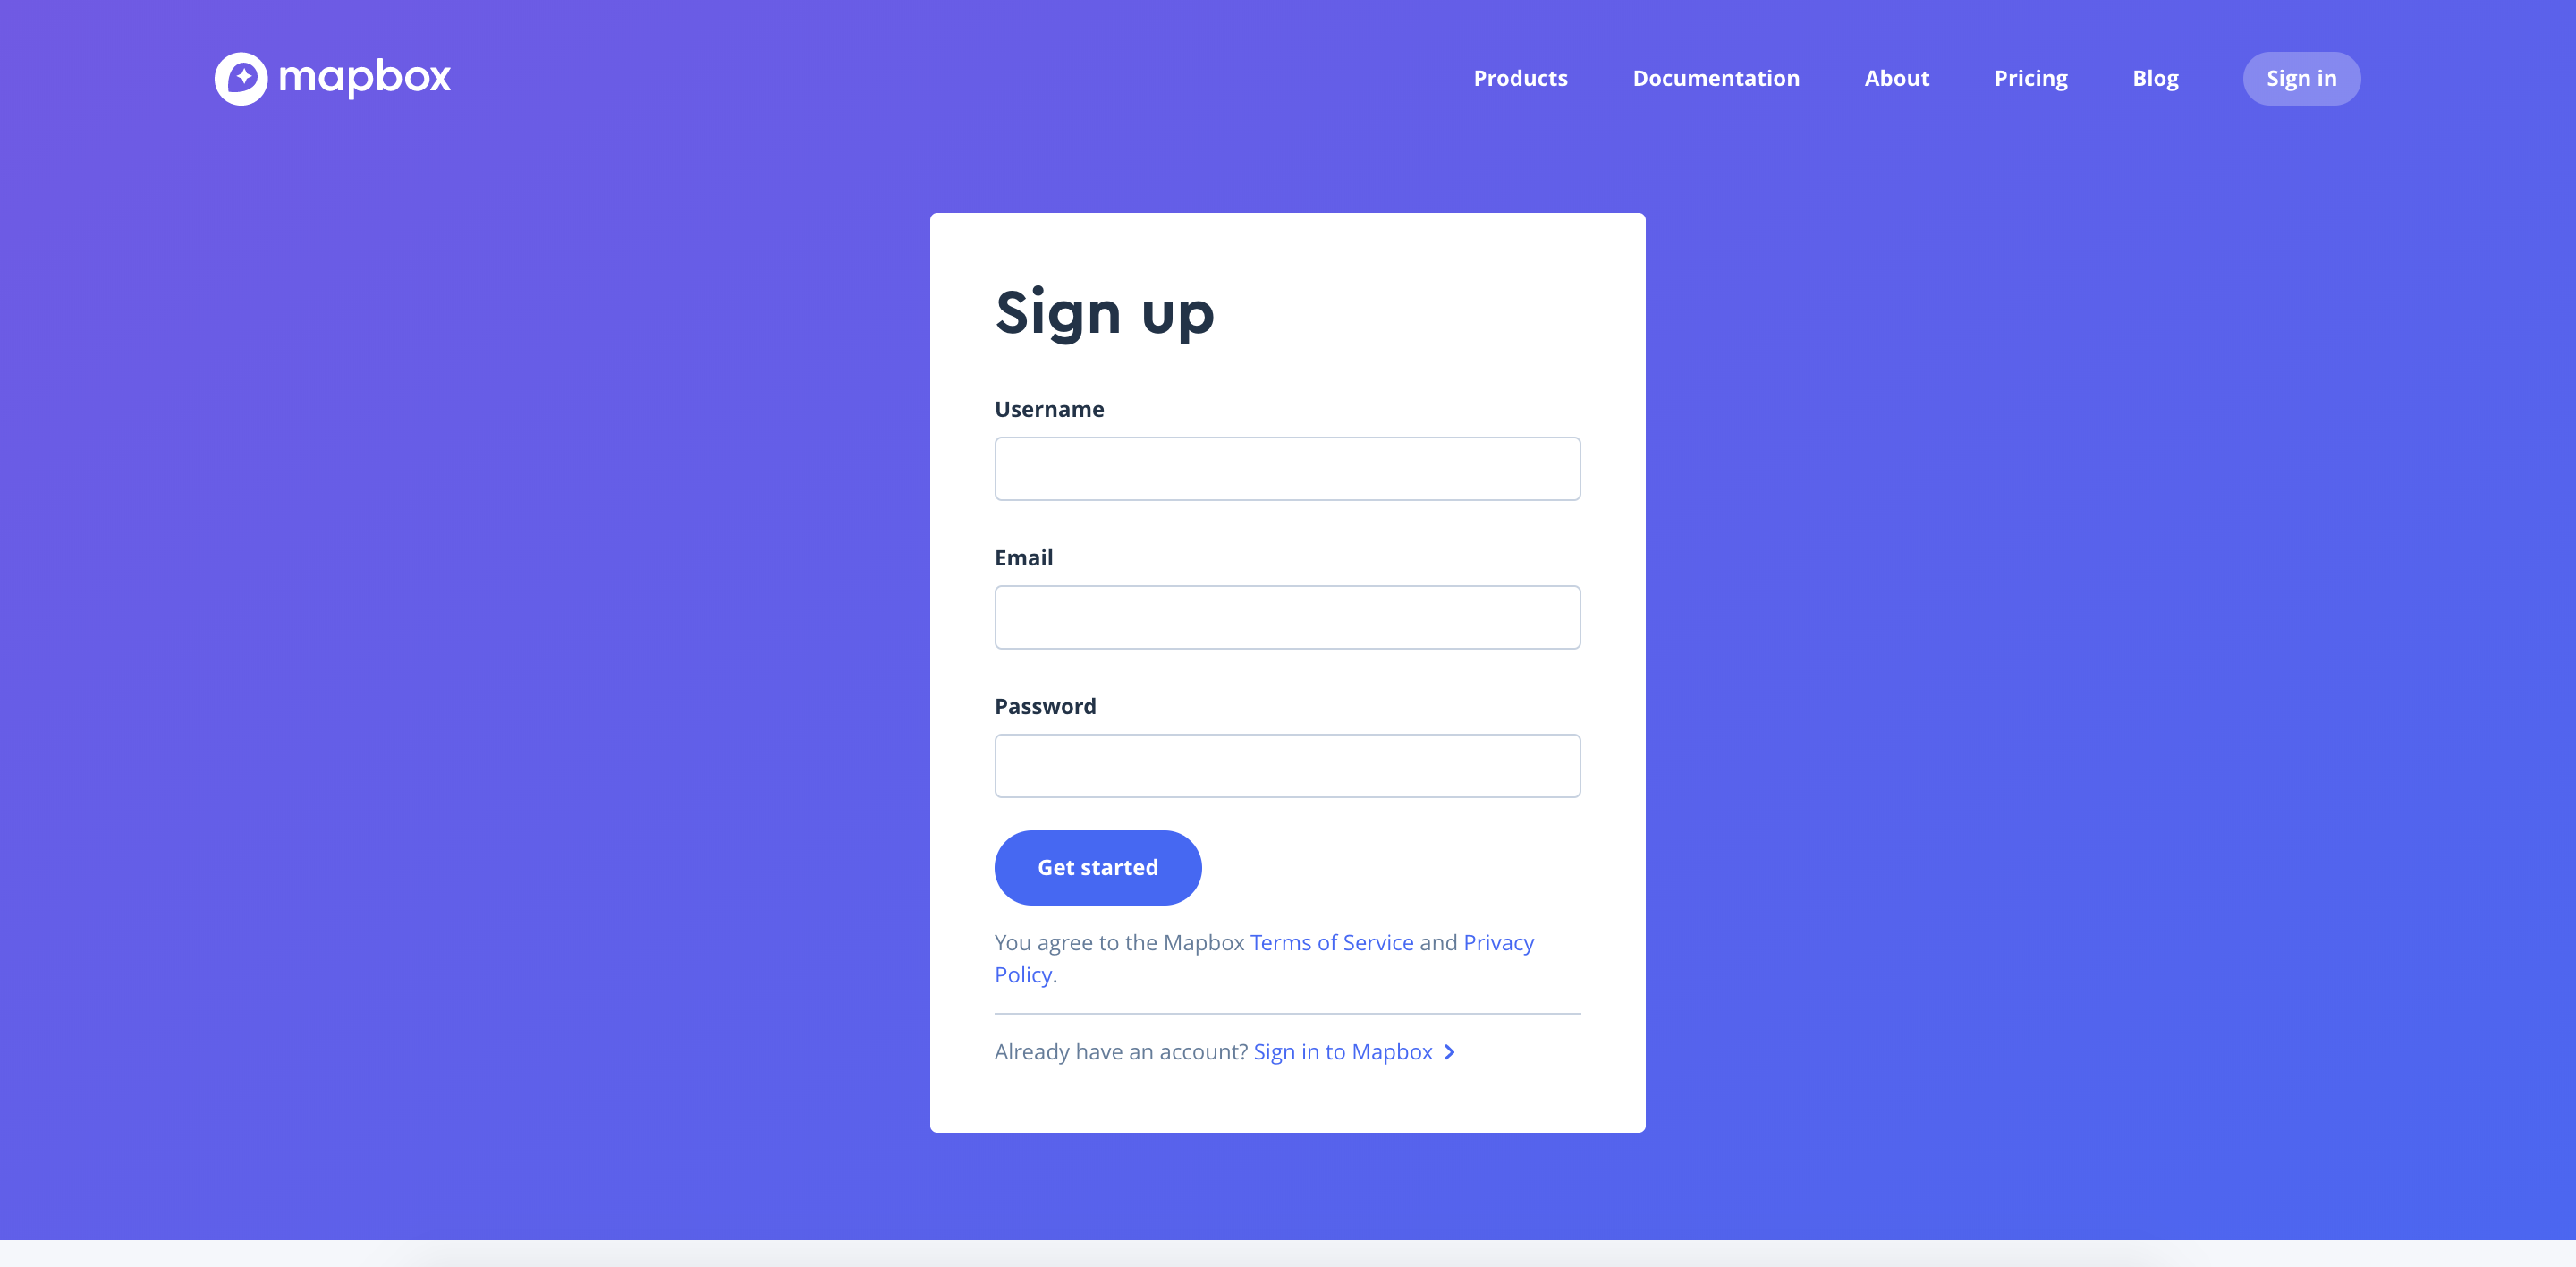 mapbox
Products Documentation About Pricing Blog Sign in
Sign up
Username
Email
Password
Get started
You agree to the Mapbox Terms of Service and Privacy
Policy.
Already have an account? Sign in to Mapbox